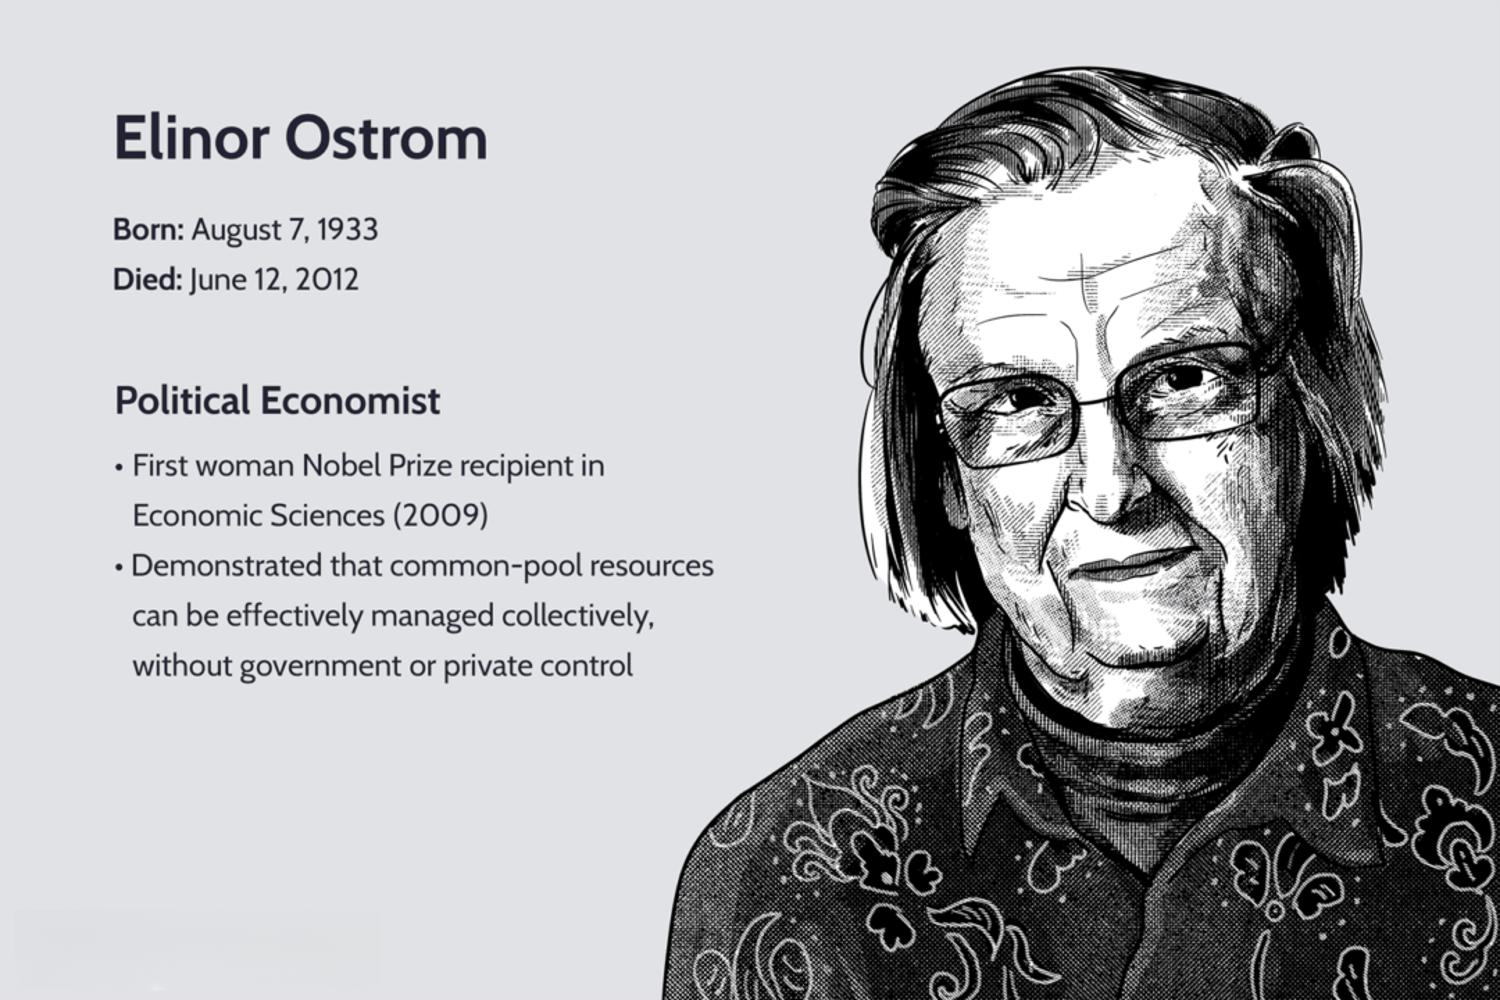 Elinor Ostrom
Born: August 7, 1933
Died: June 12, 2012
Political Economist
• First woman Nobel Prize recipient in
Economic Sciences (2009)
• Demonstrated that common-pool resources
can be effectively managed collectively,
without government or private control